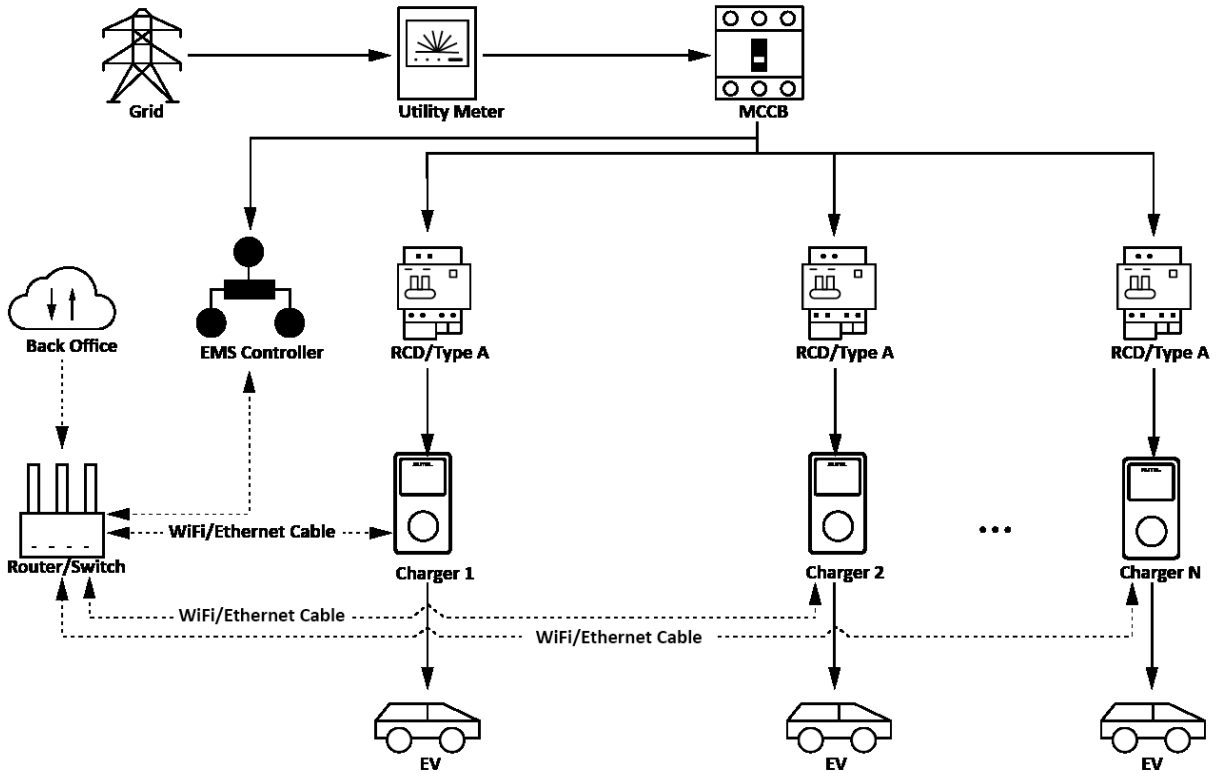 Grid
Utility Meter
MCCB
Back Office
EMS Controller
RCD/Type A
RCD/Type A
RCD/Type A
WiFi/Ethernet Cable
Router/Switch
Charger 1
Charger 2
...
Charger N
WiFi/Ethernet Cable
WiFi/Ethernet Cable
EV
EV
EV